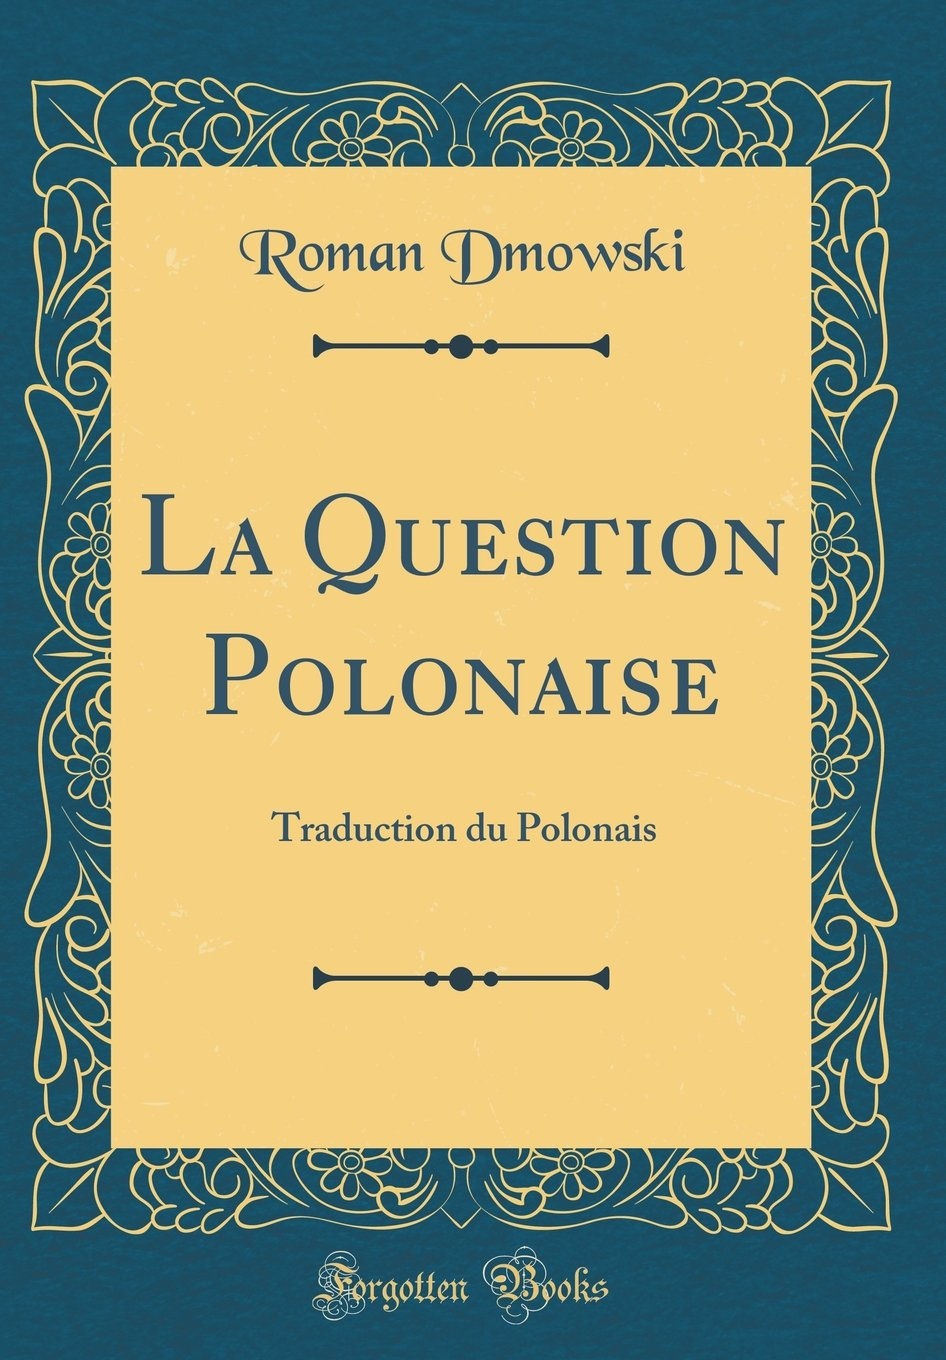 Roman Dmowski
La Question
Polonaise
Traduction du Polonais
Forgotten Books